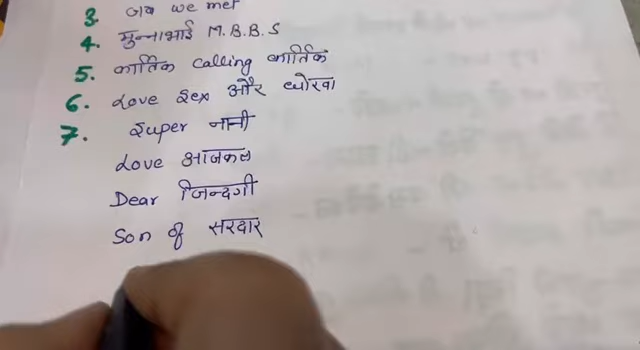 3. जब we met
4. मुन्नाभाई M.B.B.S
5. कार्तिक calling कार्तिक
6. Love Sex और धोखा
7. Super नानी
Love आजकल
Dear जिन्दगी
Son of सरदार